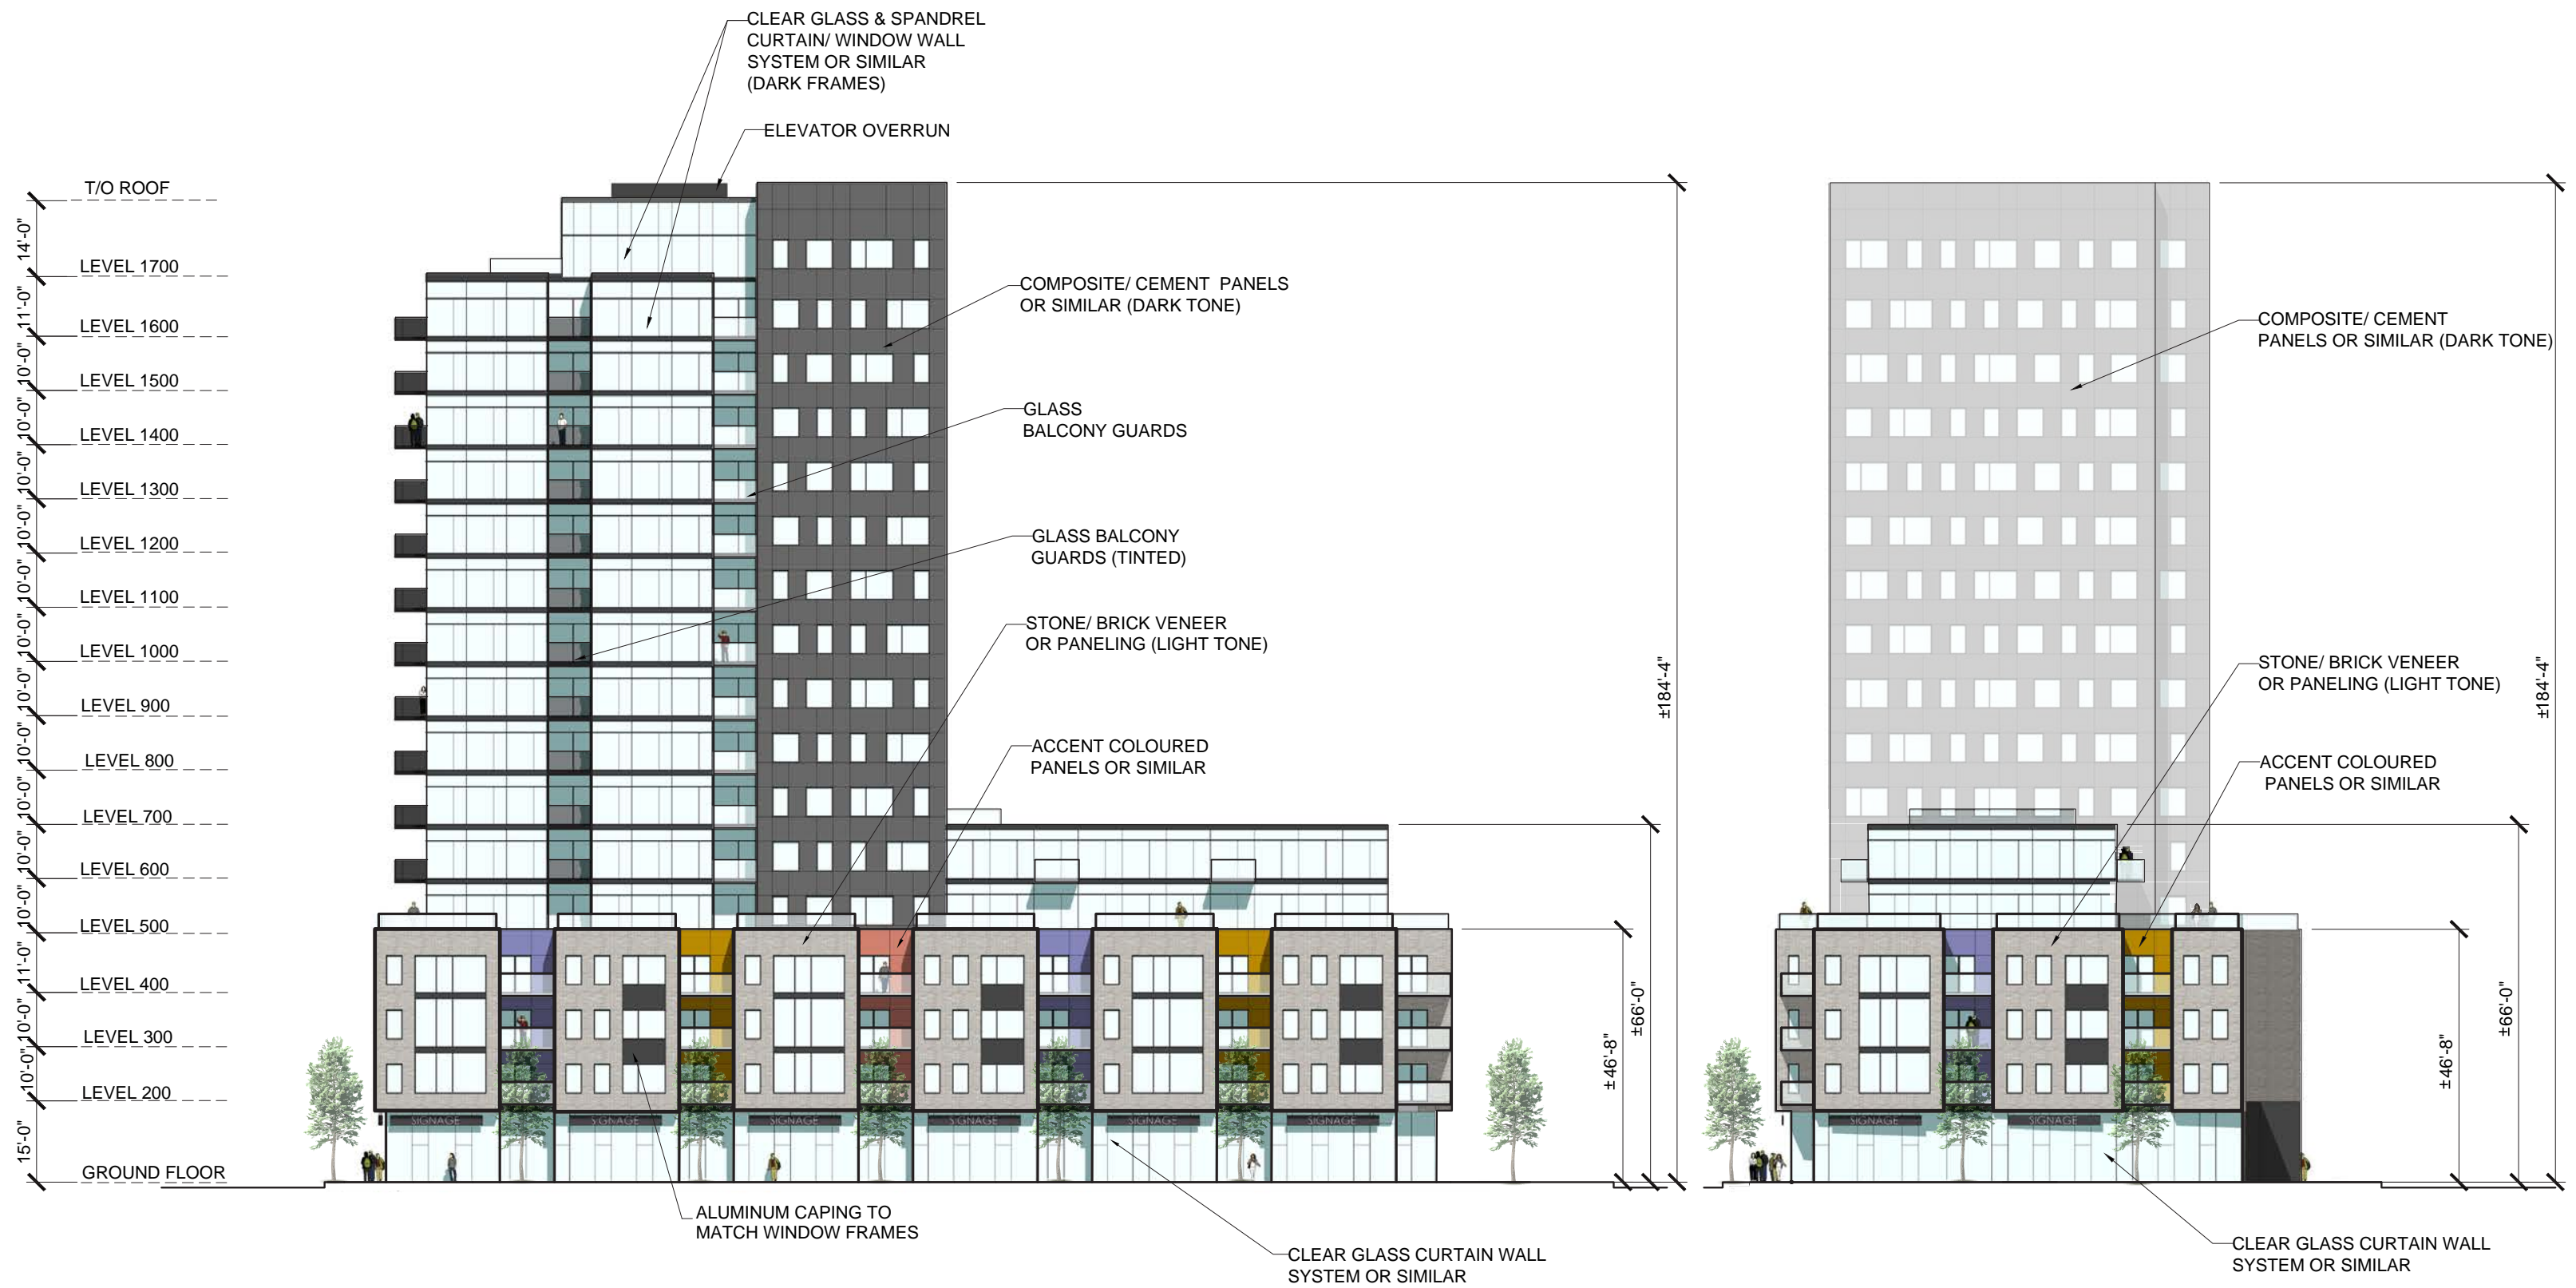 CLEAR GLASS & SPANDREL
CURTAIN/ WINDOW WALL
SYSTEM OR SIMILAR
(DARK FRAMES)
ELEVATOR OVERRUN
T/O ROOF
14'-0"
LEVEL 1700
11'-0"
LEVEL 1600
10'-0"
LEVEL 1500
10'-0"
LEVEL 1400
10'-0"
LEVEL 1300
10'-0"
LEVEL 1200
10'-0"
LEVEL 1100
10'-0"
LEVEL 1000
10'-0"
LEVEL 900
10'-0"
LEVEL 800
10'-0"
LEVEL 700
10'-0"
LEVEL 600
10'-0"
LEVEL 500
11'-0"
LEVEL 400
10'-0"
LEVEL 300
10'-0"
LEVEL 200
15'-0"
GROUND FLOOR
COMPOSITE/ CEMENT PANELS
OR SIMILAR (DARK TONE)
GLASS
BALCONY GUARDS
GLASS BALCONY
GUARDS (TINTED)
STONE/ BRICK VENEER
OR PANELING (LIGHT TONE)
ACCENT COLOURED
PANELS OR SIMILAR
SIGNAGE
SIGNAGE
SIGNAGE
SIGNAGE
SIGNAGE
SIGNAGE
ALUMINUM CAPING TO
MATCH WINDOW FRAMES
CLEAR GLASS CURTAIN WALL
SYSTEM OR SIMILAR
±46'-8"
±66'-0"
±184'-4"
COMPOSITE/ CEMENT
PANELS OR SIMILAR (DARK TONE)
STONE/ BRICK VENEER
OR PANELING (LIGHT TONE)
ACCENT COLOURED
PANELS OR SIMILAR
SIGNAGE
SIGNAGE
CLEAR GLASS CURTAIN WALL
SYSTEM OR SIMILAR
±46'-8"
±66'-0"
±184'-4"